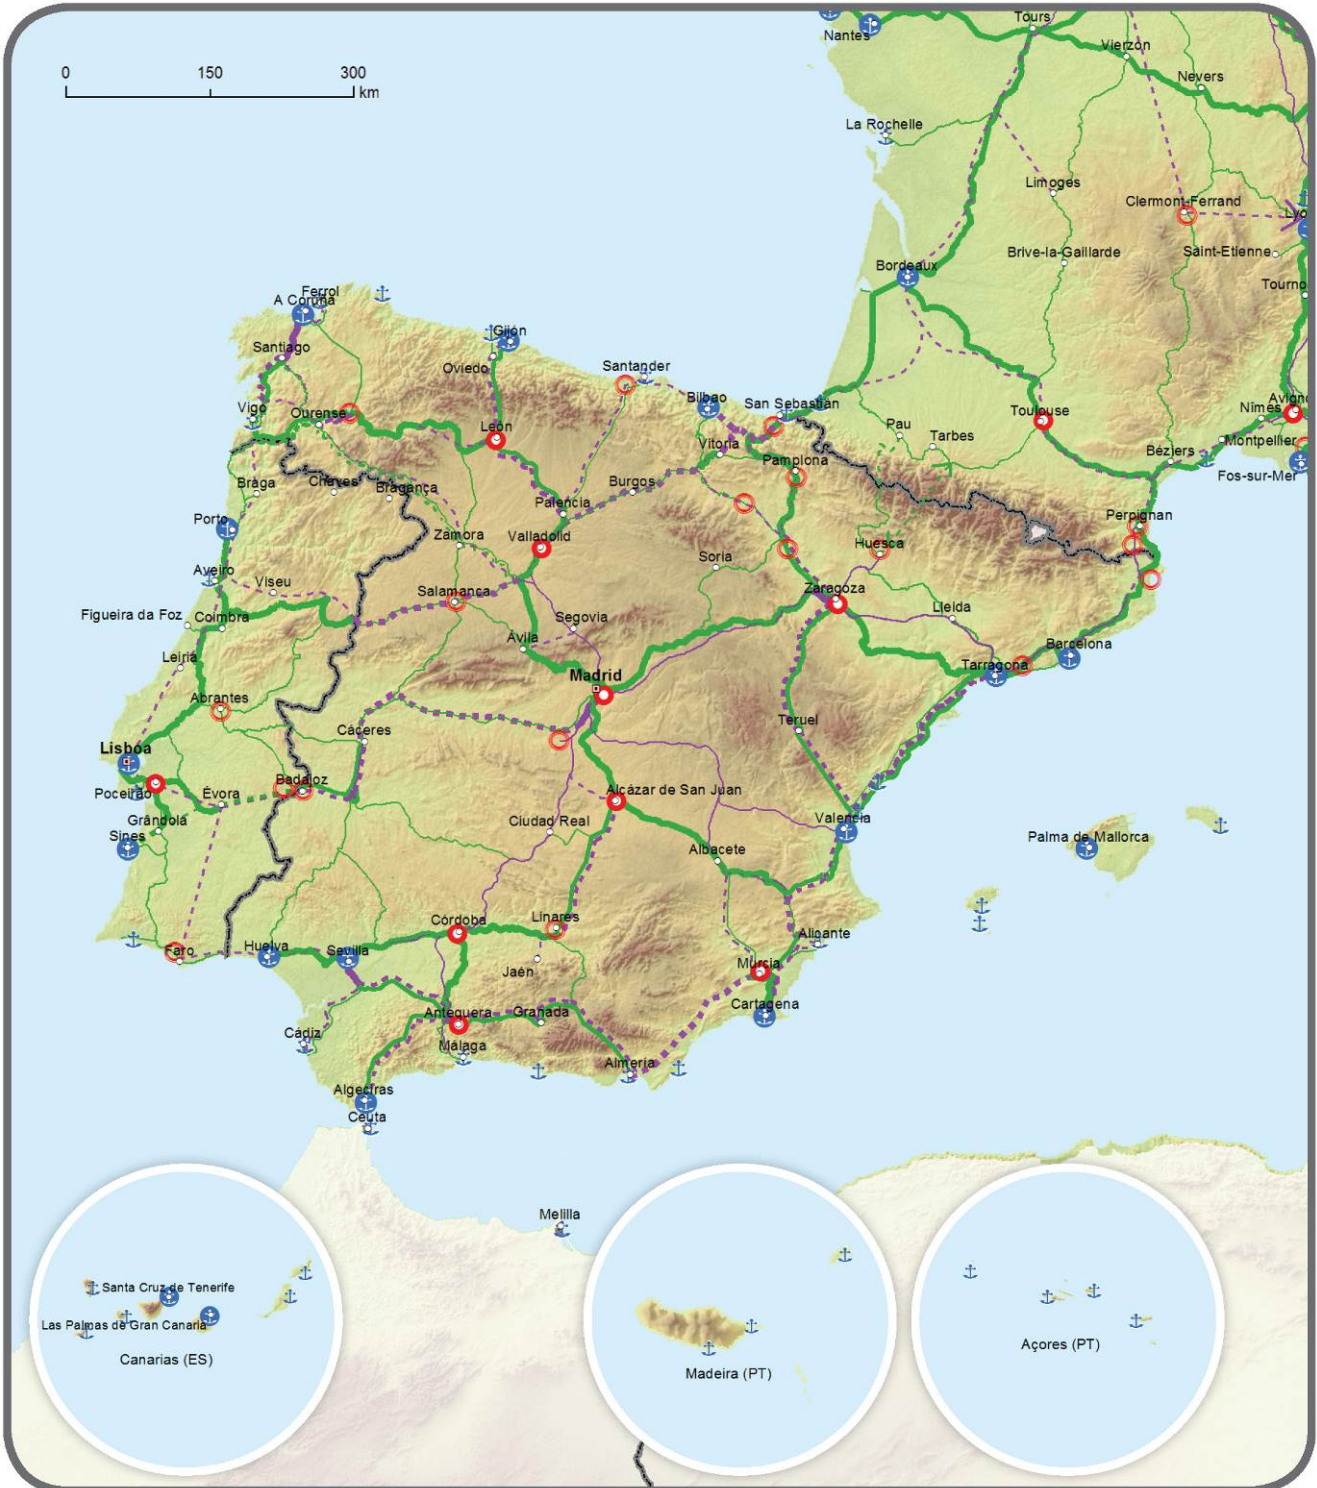 Tours
Nantes
Vierzon
0 150 300
km
Nevers
La Rochelle
Limoges
Clermont-Ferrand
Lyo
Brive-la-Gaillarde
Saint-Etienne
Bordeaux
Tourno
Ferrol
A Coruña
Gijón
Santiago
Oviedo
Santander
Bilbao
San Sebastián
Vigo
Ourense
León
Toulouse
Avigno
Nîmes
Pau
Tarbes
Vitoria
Montpellier
Béziers
Pamplona
Fos-sur-Mer
Braga
Chaves
Bragança
Burgos
Palencia
Perpignan
Porto
Zamora
Valladolid
Soria
Huesca
Aveiro
Viseu
Salamanca
Zaragoza
Figueira da Foz
Coimbra
Segovia
Lleida
Ávila
Barcelona
Leiria
Tarragona
Madrid
Abrantes
Cáceres
Teruel
Lisboa
Badajoz
Poceirão
Évora
Alcázar de San Juan
Grândola
Ciudad Real
Valencia
Sines
Palma de Mallorca
Albacete
Córdoba
Linares
Alicante
Faro
Huelva
Sevilla
Jaén
Murcia
Cartagena
Antequera
Granada
Cádiz
Málaga
Almería
Algeciras
Ceuta
Melilla
Santa Cruz de Tenerife
Las Palmas de Gran Canaria
Canarias (ES)
Madeira (PT)
Açores (PT)